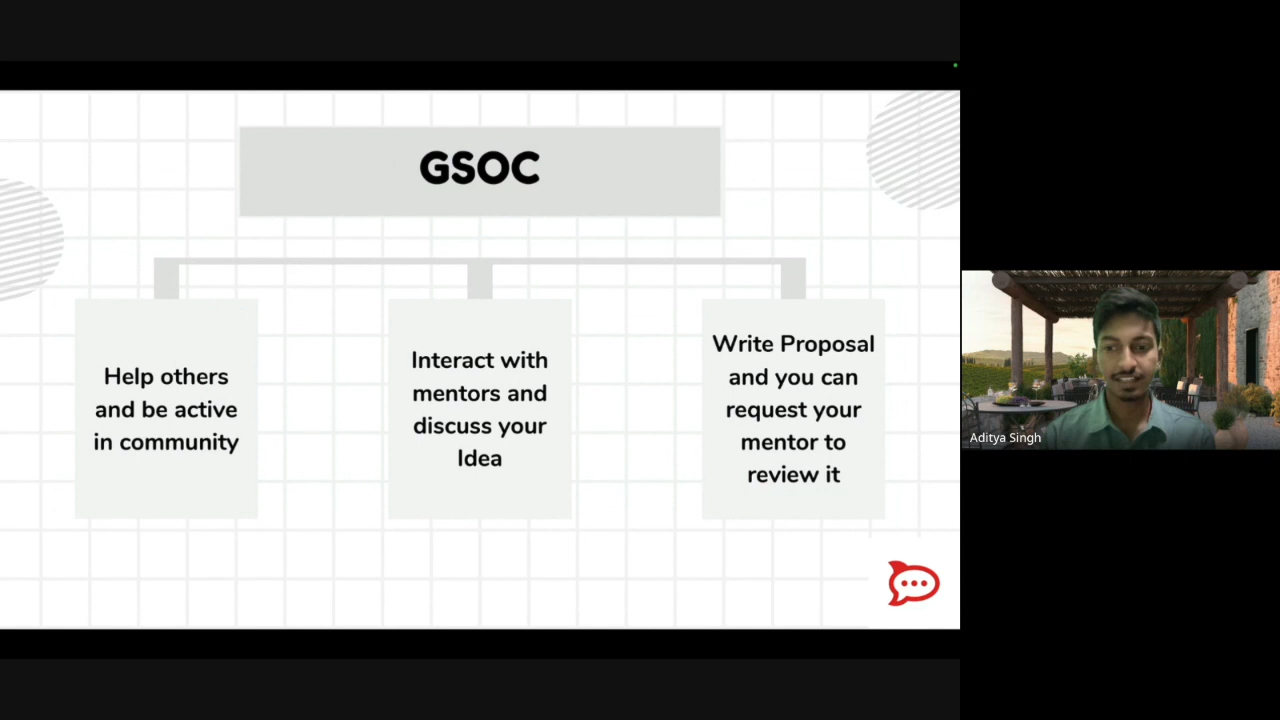 GSOC
Help others
and be active
in community
Interact with
mentors and
discuss your
Idea
Write Proposal
and you can
request your
mentor to
review it
Aditya Singh